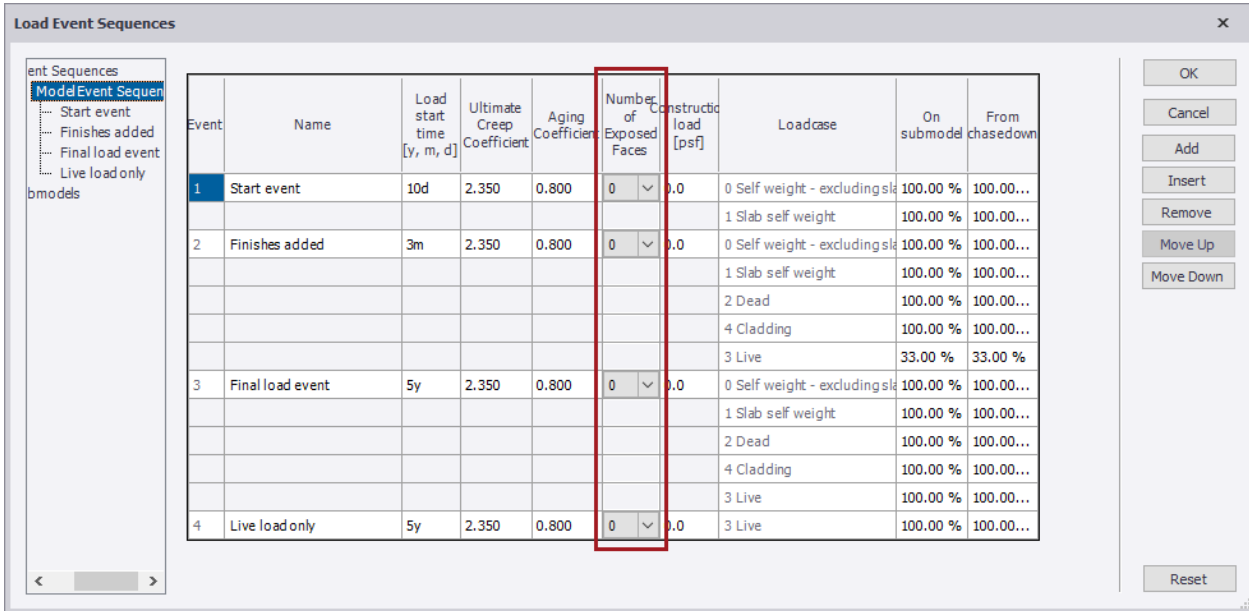 Load Event Sequences
ent Sequences
Model Event Sequen
Start event
Finishes added
Final load event
Live load only
bmodels
Event Name Load start time [y, m, d] Ultimate Creep Coefficient Aging Coefficient Number of Exposed Faces Constructio load [psf] Loadcase On submodel From chasedown
1 Start event 10d 2.350 0.800 0 0.0 0 Self weight - excluding sla 100.00 % 100.00...
1 Slab self weight 100.00 % 100.00...
2 Finishes added 3m 2.350 0.800 0 0.0 0 Self weight - excluding sla 100.00 % 100.00...
1 Slab self weight 100.00 % 100.00...
2 Dead 100.00 % 100.00...
4 Cladding 100.00 % 100.00...
3 Live 33.00 % 33.00 %
3 Final load event 5y 2.350 0.800 0 0.0 0 Self weight - excluding sla 100.00 % 100.00...
1 Slab self weight 100.00 % 100.00...
2 Dead 100.00 % 100.00...
4 Cladding 100.00 % 100.00...
3 Live 100.00 % 100.00...
4 Live load only 5y 2.350 0.800 0 0.0 3 Live 100.00 % 100.00...
OK
Cancel
Add
Insert
Remove
Move Up
Move Down
Reset